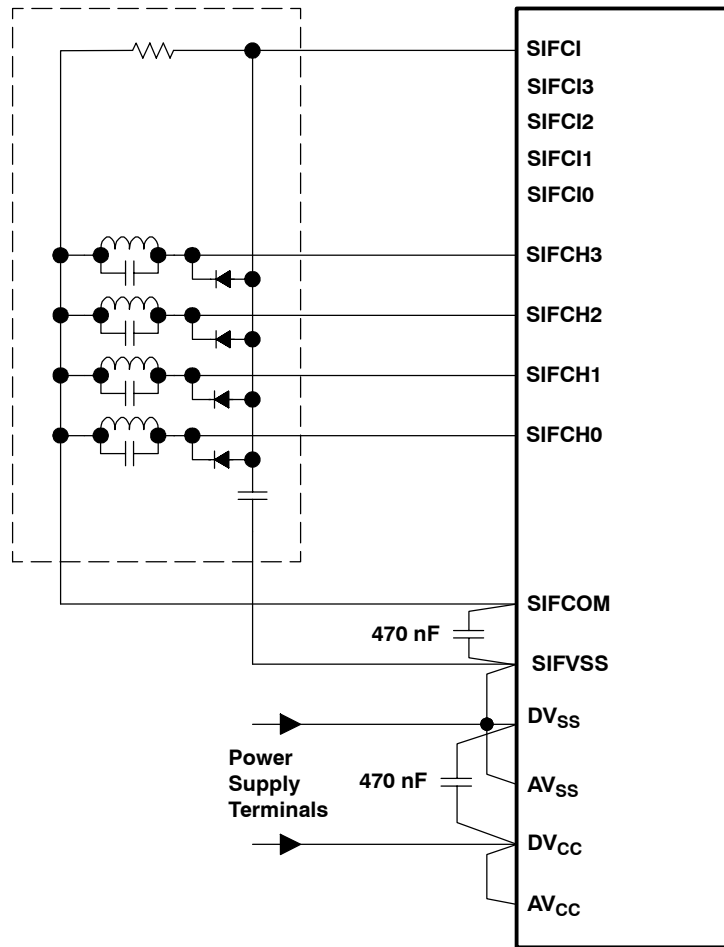 SIFCI
SIFCI3
SIFCI2
SIFCI1
SIFCI0
SIFCH3
SIFCH2
SIFCH1
SIFCH0
SIFCOM
470 nF
SIFVSS
DVSS
Power
Supply
Terminals
470 nF
AVSS
DVCC
AVCC